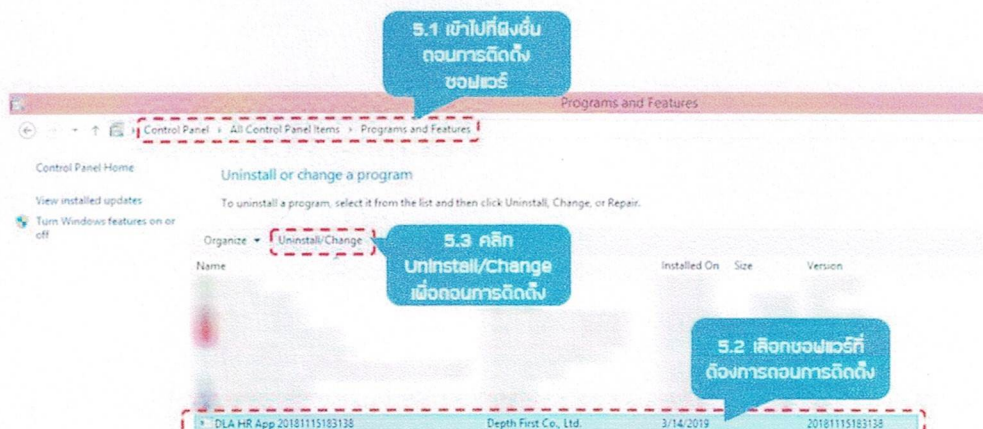 5.1 เข้าไปที่ฟังชั่น
ถอนการติดตั้ง
ซอฟแวร์
Programs and Features
Control Panel › All Control Panel Items › Programs and Features
Control Panel Home
View installed updates
Turn Windows features on or
off
Uninstall or change a program
To uninstall a program, select it from the list and then click Uninstall, Change, or Repair.
Organize Uninstall/Change
5.3 คลิก
Uninstall/Change
เพื่อถอนการติดตั้ง
Name Installed On Size Version
5.2 เลือกซอฟแวร์ที่
ต้องการถอนการติดตั้ง
DLA HR App 20181115183138 Depth First Co., Ltd. 3/14/2019 20181115183138